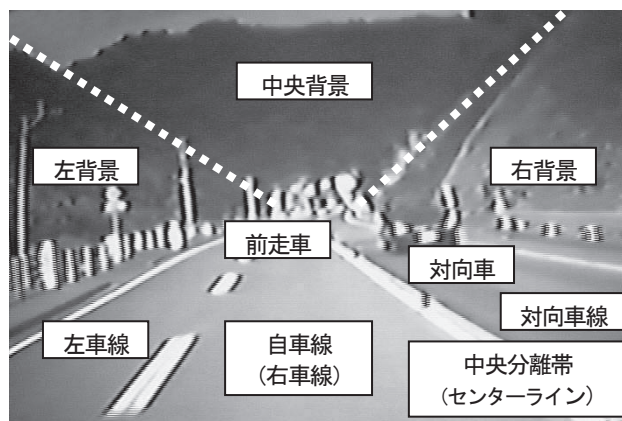 中央背景
左背景
右背景
前走車
対向車
対向車線
左車線
自車線
(右車線)
中央分離帯
(センターライン)